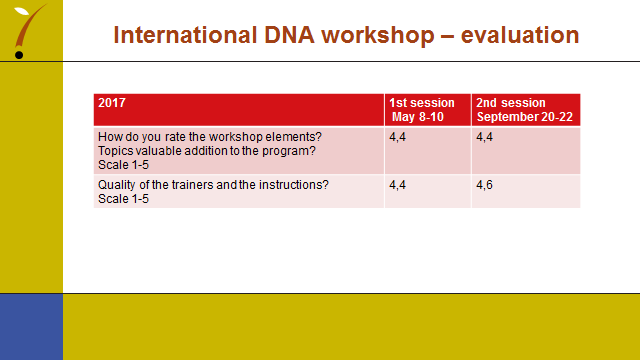 International DNA workshop – evaluation
2017
1st session
May 8-10
2nd session
September 20-22
How do you rate the workshop elements?
Topics valuable addition to the program?
Scale 1-5
4,4
4,4
Quality of the trainers and the instructions?
Scale 1-5
4,4
4,6